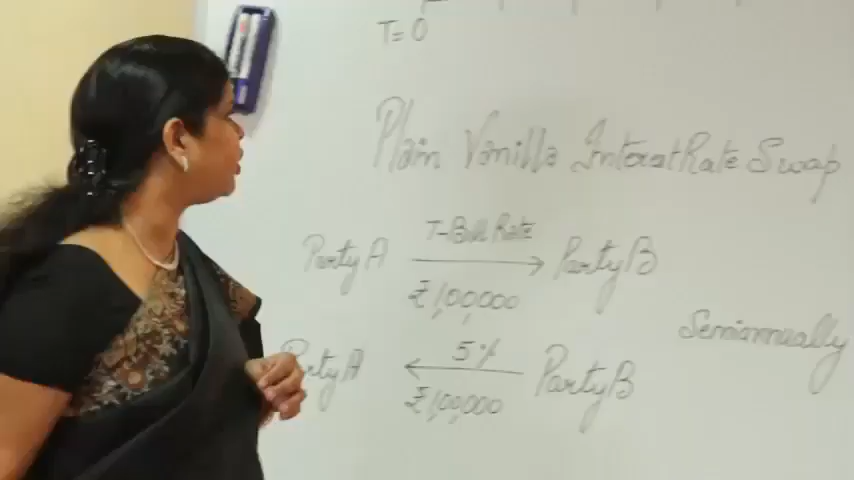 T=0
Plain Vanilla Interest Rate Swap
Party A T-Bill Rate Party B
₹1,00,000
Semiannually
Party A 5% Party B
₹1,00,000